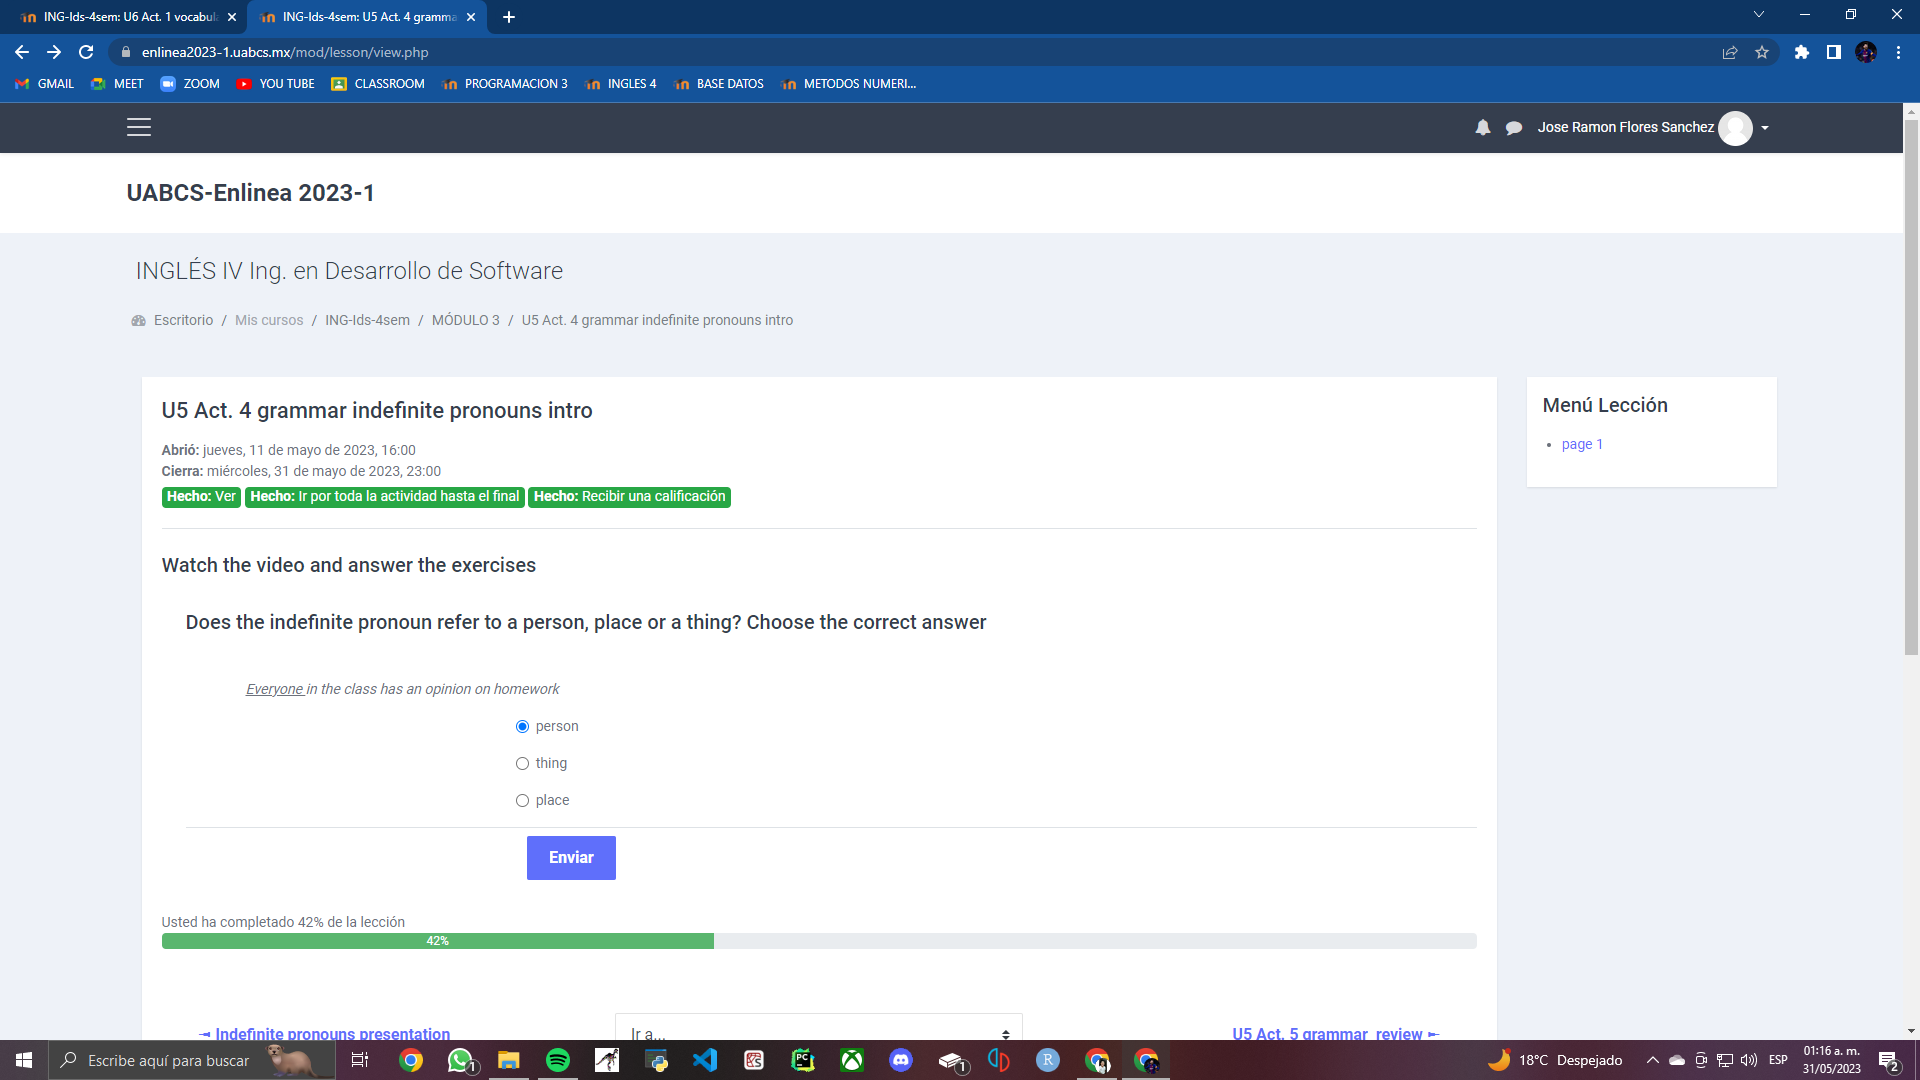 ING-Ids-4sem: U6 Act. 1 vocabula
ING-Ids-4sem: U5 Act. 4 gramma
enlinea2023-1.uabcs.mx/mod/lesson/view.php
GMAIL
MEET
ZOOM
YOU TUBE
CLASSROOM
PROGRAMACION 3
INGLES 4
BASE DATOS
METODOS NUMERI...
Jose Ramon Flores Sanchez
UABCS-Enlinea 2023-1
INGLÉS IV Ing. en Desarrollo de Software
Escritorio / Mis cursos / ING-Ids-4sem / MÓDULO 3 / U5 Act. 4 grammar indefinite pronouns intro
U5 Act. 4 grammar indefinite pronouns intro
Abrió: jueves, 11 de mayo de 2023, 16:00
Cierra: miércoles, 31 de mayo de 2023, 23:00
Hecho: Ver
Hecho: Ir por toda la actividad hasta el final
Hecho: Recibir una calificación
Menú Lección
page 1
Watch the video and answer the exercises
Does the indefinite pronoun refer to a person, place or a thing? Choose the correct answer
Everyone in the class has an opinion on homework
person
thing
place
Enviar
Usted ha completado 42% de la lección
42%
Indefinite pronouns presentation
Ir a...
U5 Act. 5 grammar review
Escribe aquí para buscar
1
PC
1
R
18°C Despejado
ESP
01:16 a. m.
31/05/2023
2